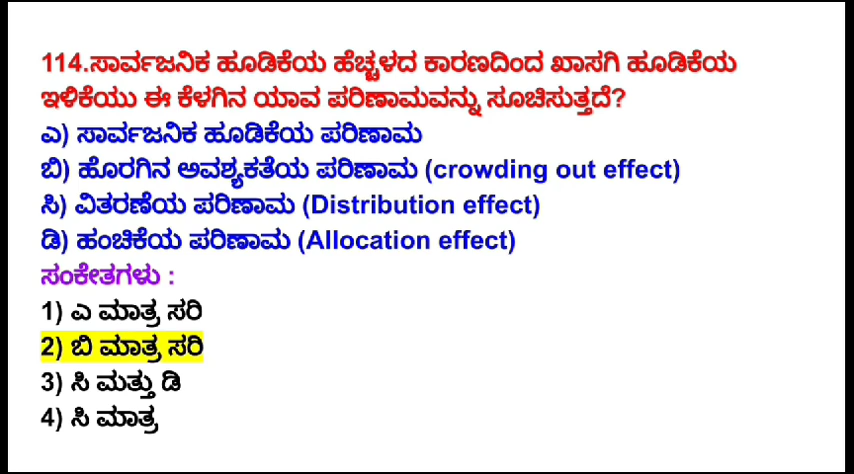 114.ಸಾರ್ವಜನಿಕ ಹೂಡಿಕೆಯ ಹೆಚ್ಚಳದ ಕಾರಣದಿಂದ ಖಾಸಗಿ ಹೂಡಿಕೆಯ
ಇಳಿಕೆಯು ಈ ಕೆಳಗಿನ ಯಾವ ಪರಿಣಾಮವನ್ನು ಸೂಚಿಸುತ್ತದೆ?
ಎ) ಸಾರ್ವಜನಿಕ ಹೂಡಿಕೆಯ ಪರಿಣಾಮ
ಬಿ) ಹೊರಗಿನ ಅವಶ್ಯಕತೆಯ ಪರಿಣಾಮ (crowding out effect)
ಸಿ) ವಿತರಣೆಯ ಪರಿಣಾಮ (Distribution effect)
ಡಿ) ಹಂಚಿಕೆಯ ಪರಿಣಾಮ (Allocation effect)
ಸಂಕೇತಗಳು :
1) ಎ ಮಾತ್ರ ಸರಿ
2) ಬಿ ಮಾತ್ರ ಸರಿ
3) ಸಿ ಮತ್ತು ಡಿ
4) ಸಿ ಮಾತ್ರ